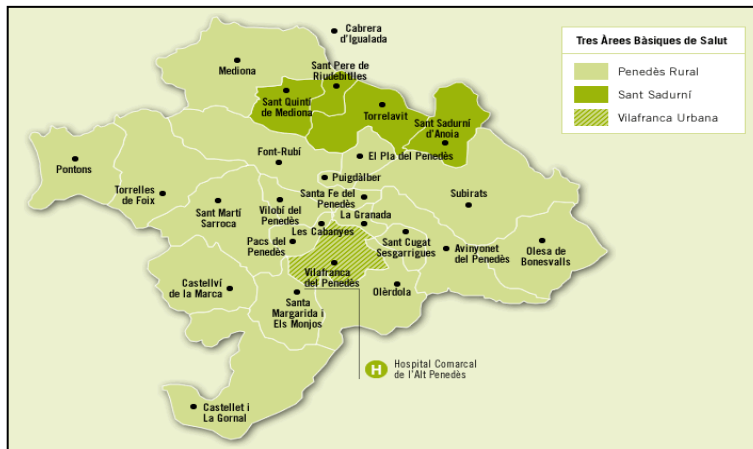 Cabrera
d'Igualada
Tres Àrees Bàsiques de Salut
Penedès Rural
Sant Sadurní
Vilafranca Urbana
Mediona
Sant Pere de
Riudebitlles
Sant Quintí
de Mediona
Torrelavit
Sant Sadurní
d'Anoia
Font-Rubí
El Pla del Penedès
Pontons
Puigdàlber
Torrelles
de Foix
Sant Martí
Sarroca
Vilobí del
Penedès
Santa Fe del
Penedès
Subirats
La Granada
Les Cabanyes
Pacs del
Penedès
Sant Cugat
Sesgarrigues
Avinyonet
del Penedès
Olesa de
Bonesvalls
Vilafranca
del Penedès
Castellví
de la Marca
Olèrdola
Santa
Margarida i
Els Monjos
H
Hospital Comarcal
de l'Alt Penedès
Castellet i
La Gornal